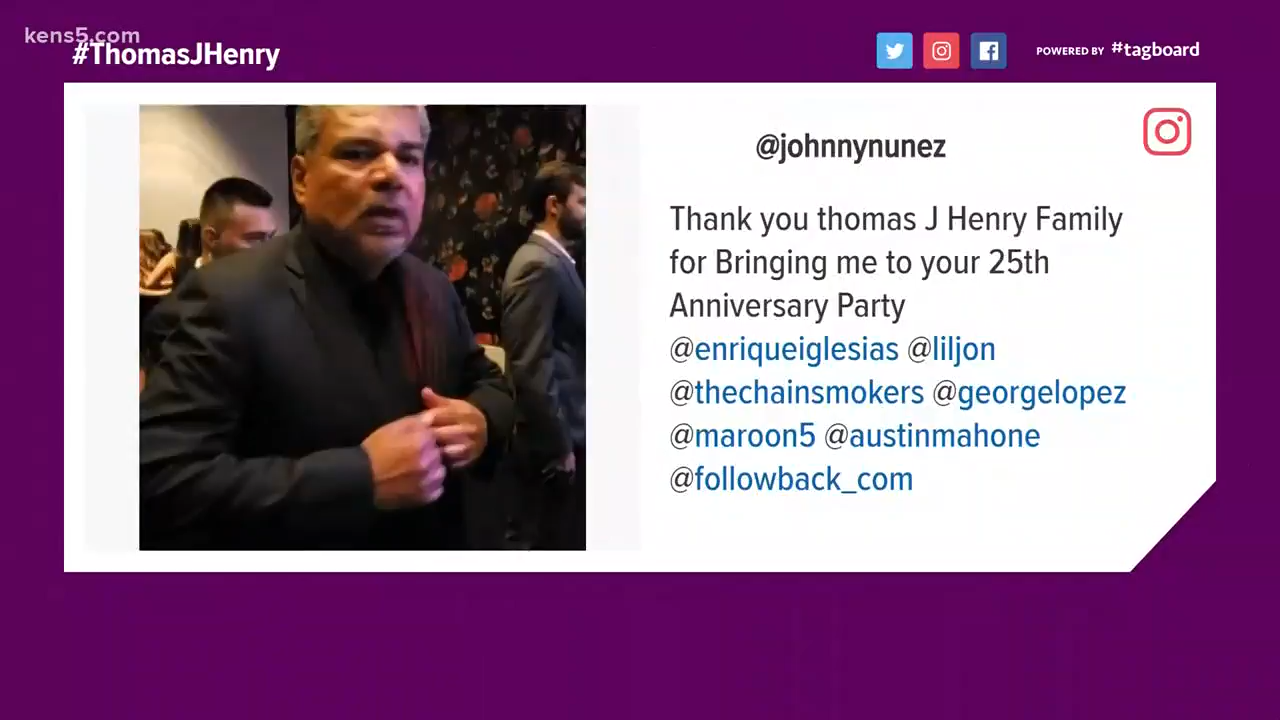 kens5.com
#ThomasJHenry
POWERED BY #tagboard
@johnnynunez
Thank you thomas J Henry Family
for Bringing me to your 25th
Anniversary Party
@enriqueiglesias @liljon
@thechainsmokers @georgelopez
@maroon5 @austinmahone
@followback_com